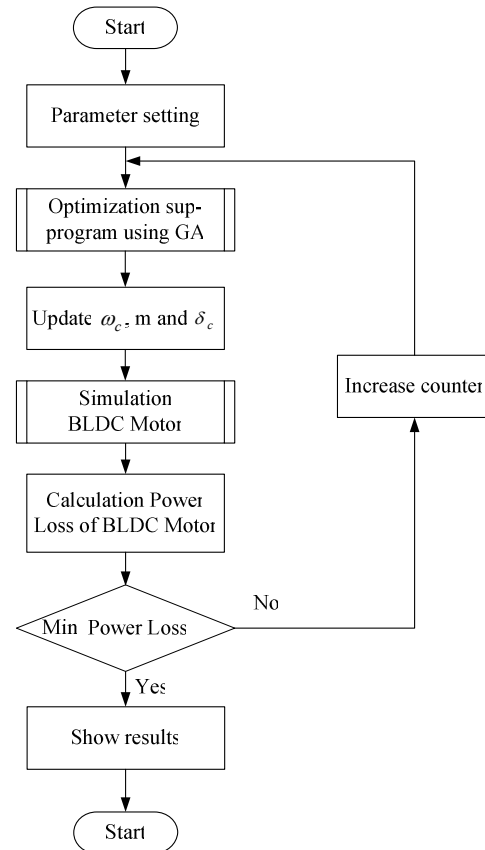 Start
Parameter setting
Optimization sup-
program using GA
Update ω_c, m and δ_c
Simulation
BLDC Motor
Increase counter
Calculation Power
Loss of BLDC Motor
Min Power Loss
No
Yes
Show results
Start